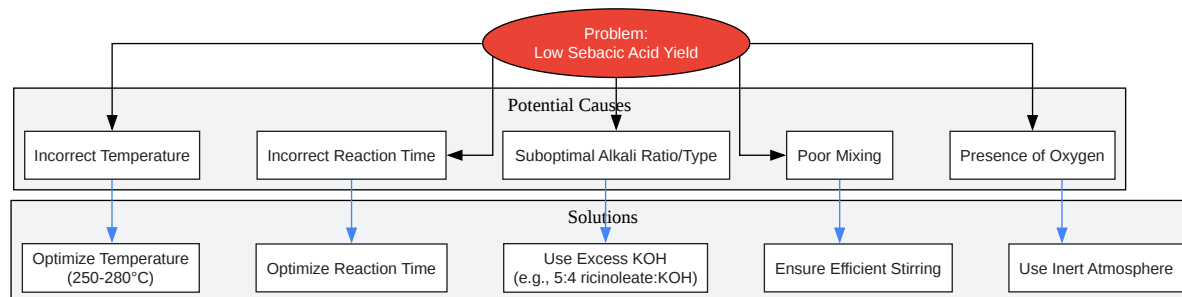 Problem:
Low Sebacic Acid Yield
Potential Causes
Incorrect Temperature
Incorrect Reaction Time
Suboptimal Alkali Ratio/Type
Poor Mixing
Presence of Oxygen
Solutions
Optimize Temperature
(250-280°C)
Optimize Reaction Time
Use Excess KOH
(e.g., 5:4 ricinoleate:KOH)
Ensure Efficient Stirring
Use Inert Atmosphere